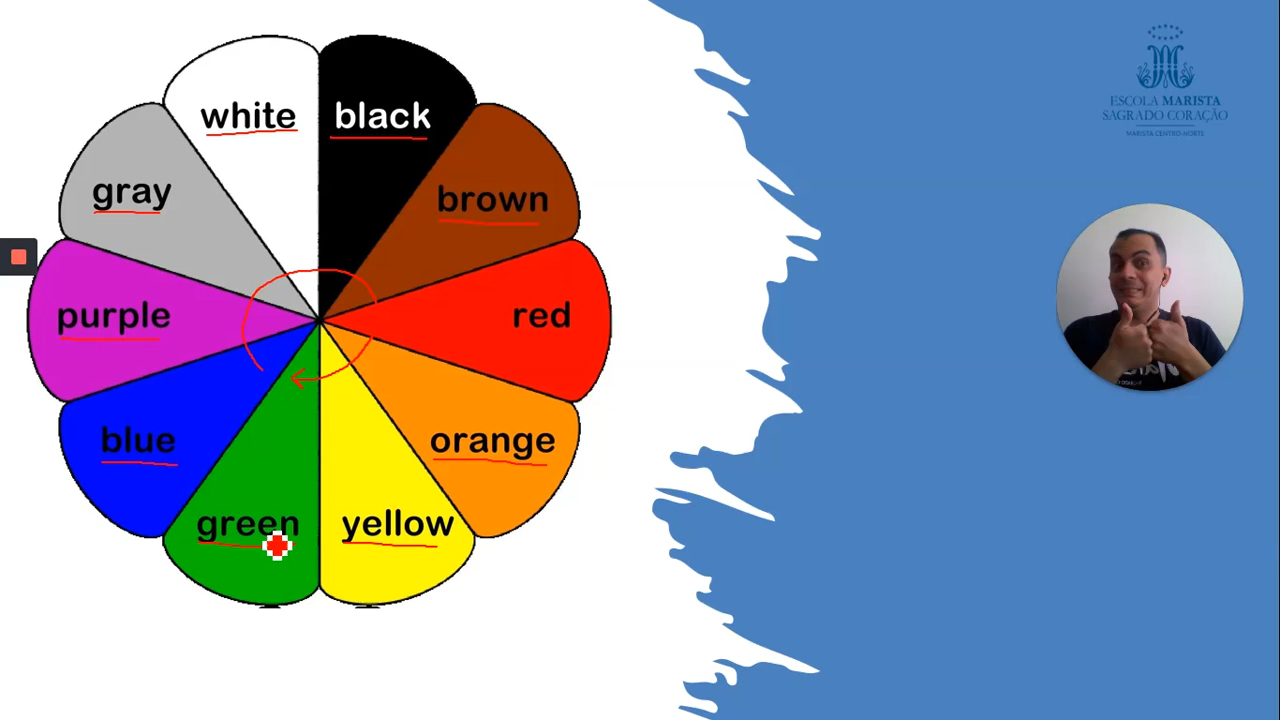 white
black
gray
brown
purple
red
blue
orange
green
yellow
ESCOLA MARISTA
SAGRADO CORAÇÃO
MARISTA CENTRO-NORTE